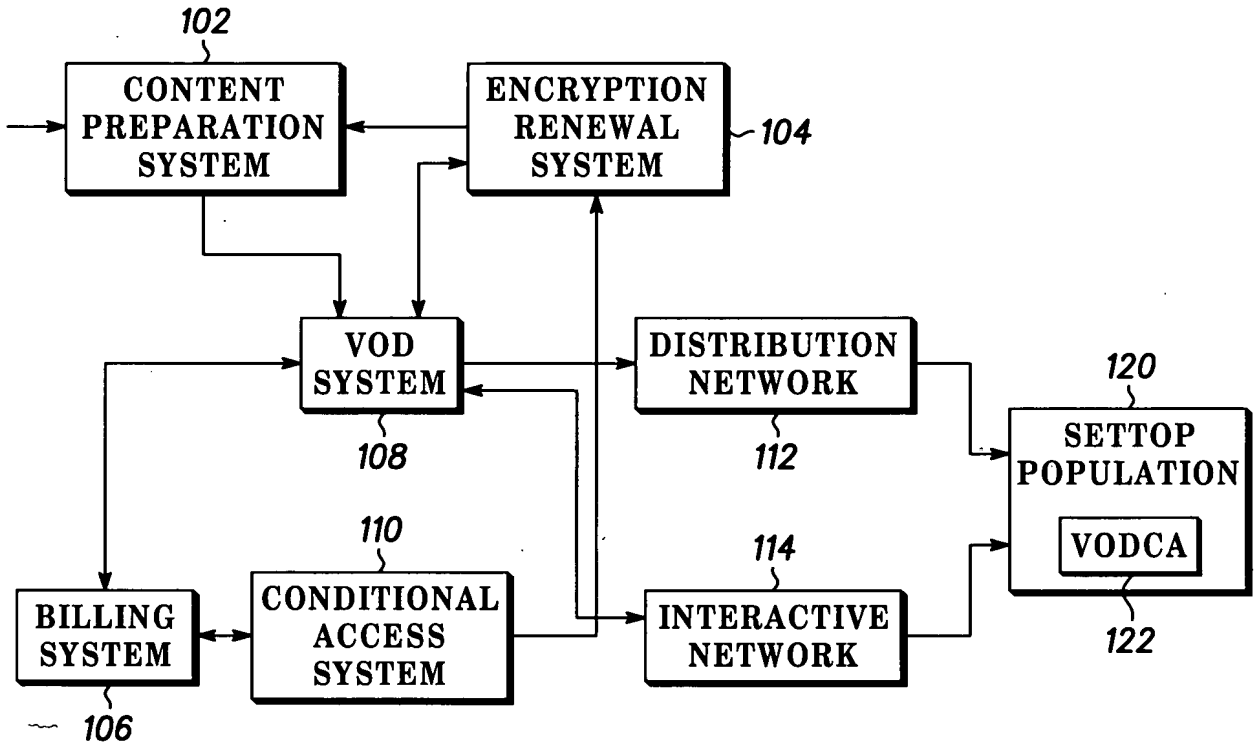 102
CONTENT
PREPARATION
SYSTEM
ENCRYPTION
RENEWAL
SYSTEM
104
VOD
SYSTEM
108
DISTRIBUTION
NETWORK
112
120
SETTOP
POPULATION
VODCA
122
110
CONDITIONAL
ACCESS
SYSTEM
114
INTERACTIVE
NETWORK
BILLING
SYSTEM
106